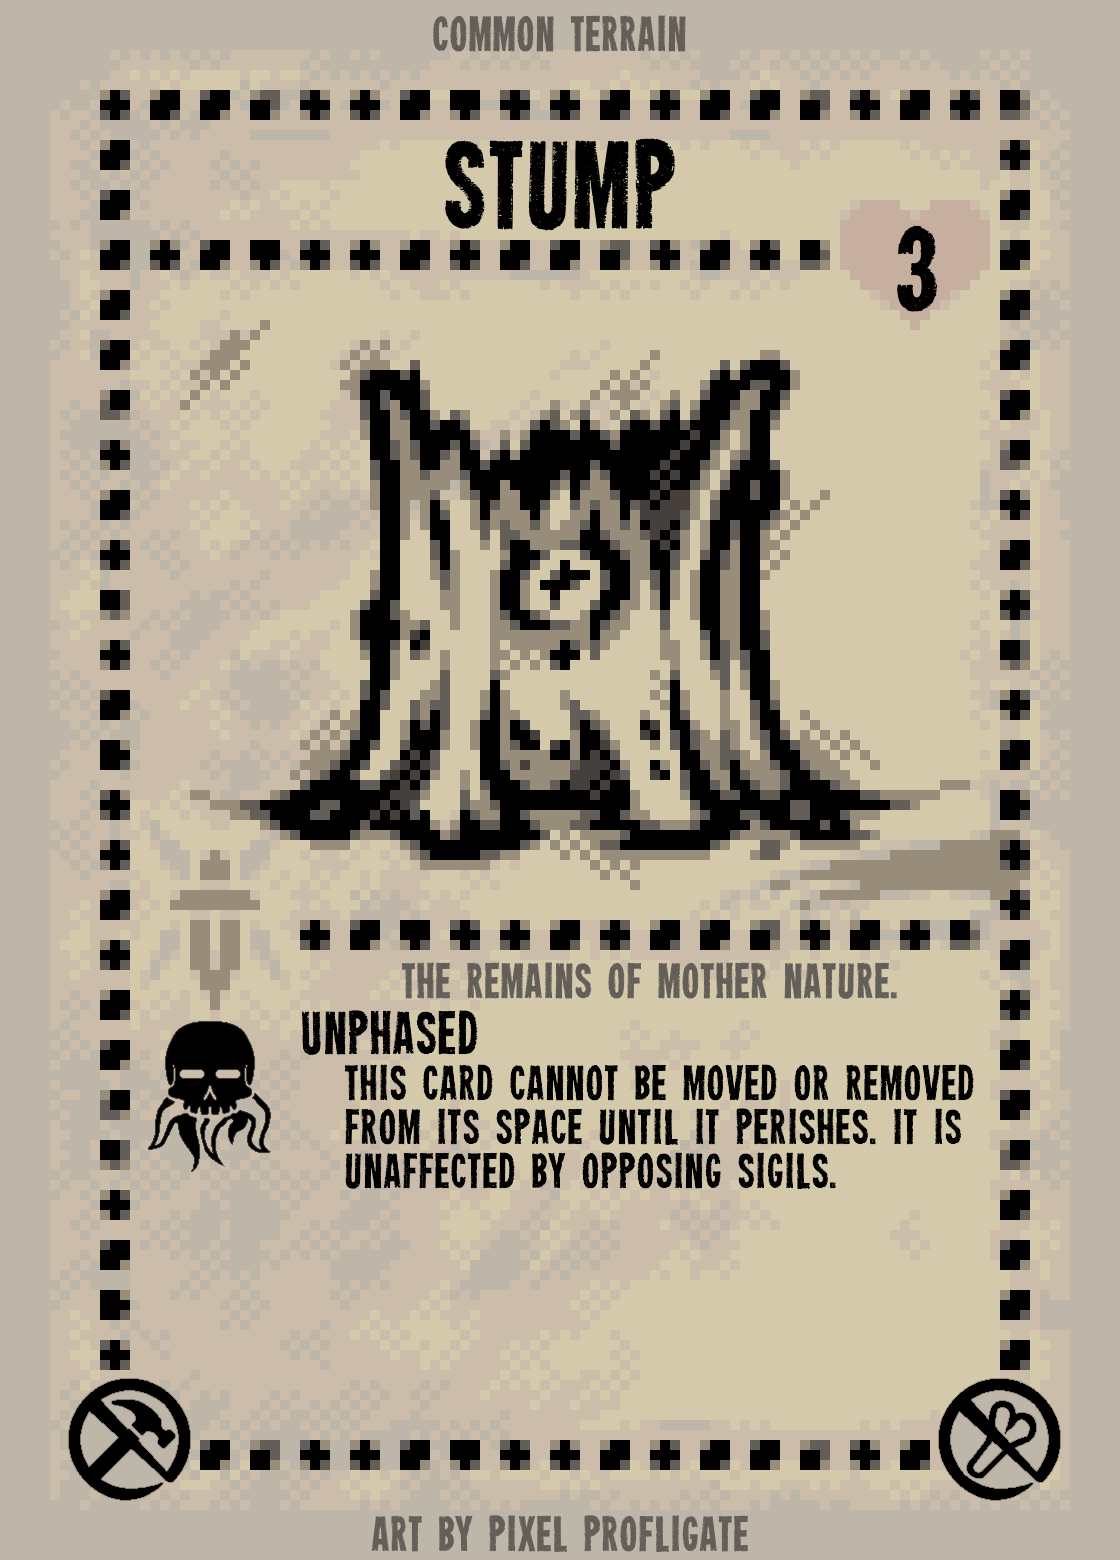 COMMON TERRAIN
STUMP
3
THE REMAINS OF MOTHER NATURE.
UNPHASED
THIS CARD CANNOT BE MOVED OR REMOVED
FROM ITS SPACE UNTIL IT PERISHES. IT IS
UNAFFECTED BY OPPOSING SIGILS.
ART BY PIXEL PROFLIGATE